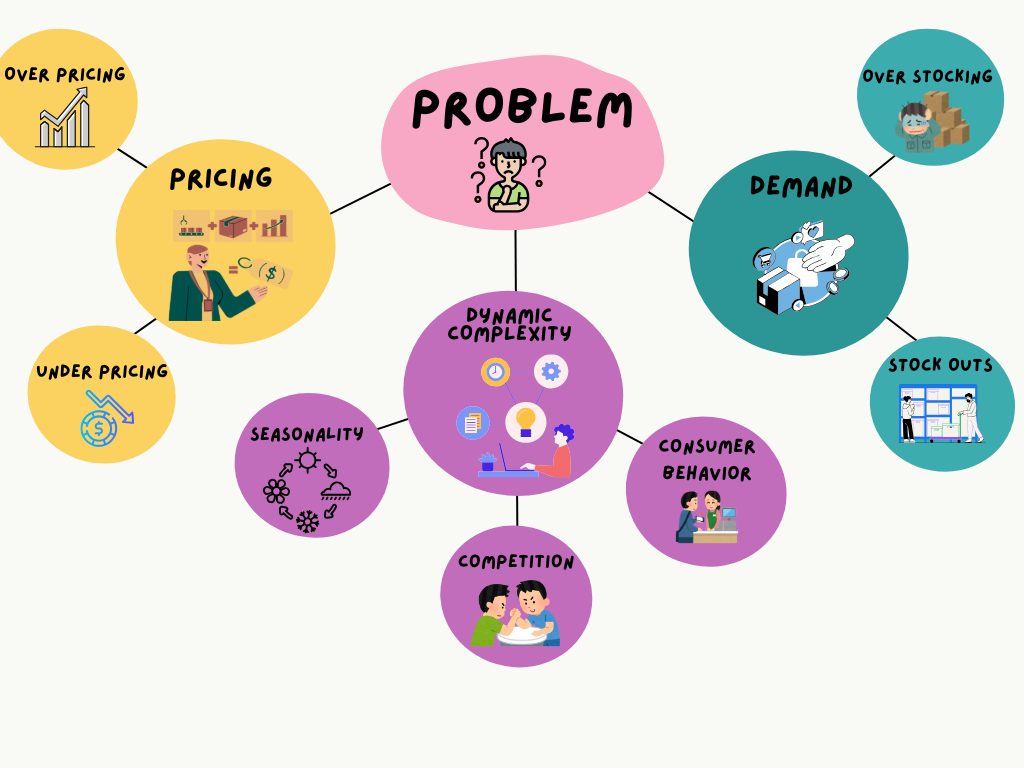 PROBLEM
PRICING
OVER PRICING
UNDER PRICING
DYNAMIC
COMPLEXITY
SEASONALITY
COMPETITION
CONSUMER
BEHAVIOR
DEMAND
OVER STOCKING
STOCK OUTS